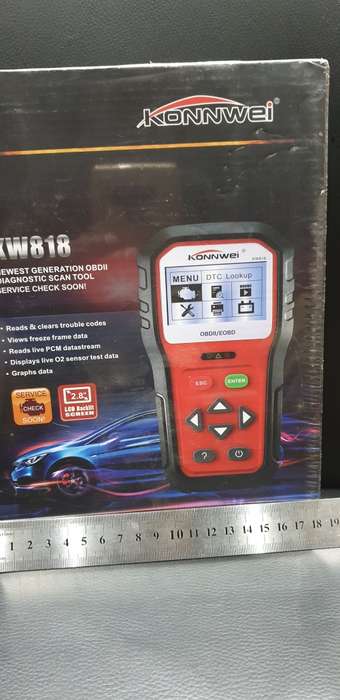 KONNWEI®
KW818
NEWEST GENERATION OBDII
DIAGNOSTIC SCAN TOOL
SERVICE CHECK SOON!
• Reads & clears trouble codes
• Views freeze frame data
• Reads live PCM datastream
• Displays live O2 sensor test data
• Graphs data
SERVICE
CHECK
SOON!
2.8"
LCD Backlit
SCREEN
KONNWEI®
KW818
MENU DTC Lookup
OBDII/EOBD
ESC
ENTER
?
1 2 3 4 5 6 7 8 9 10 11 12 13 14 15 16 17 18 19